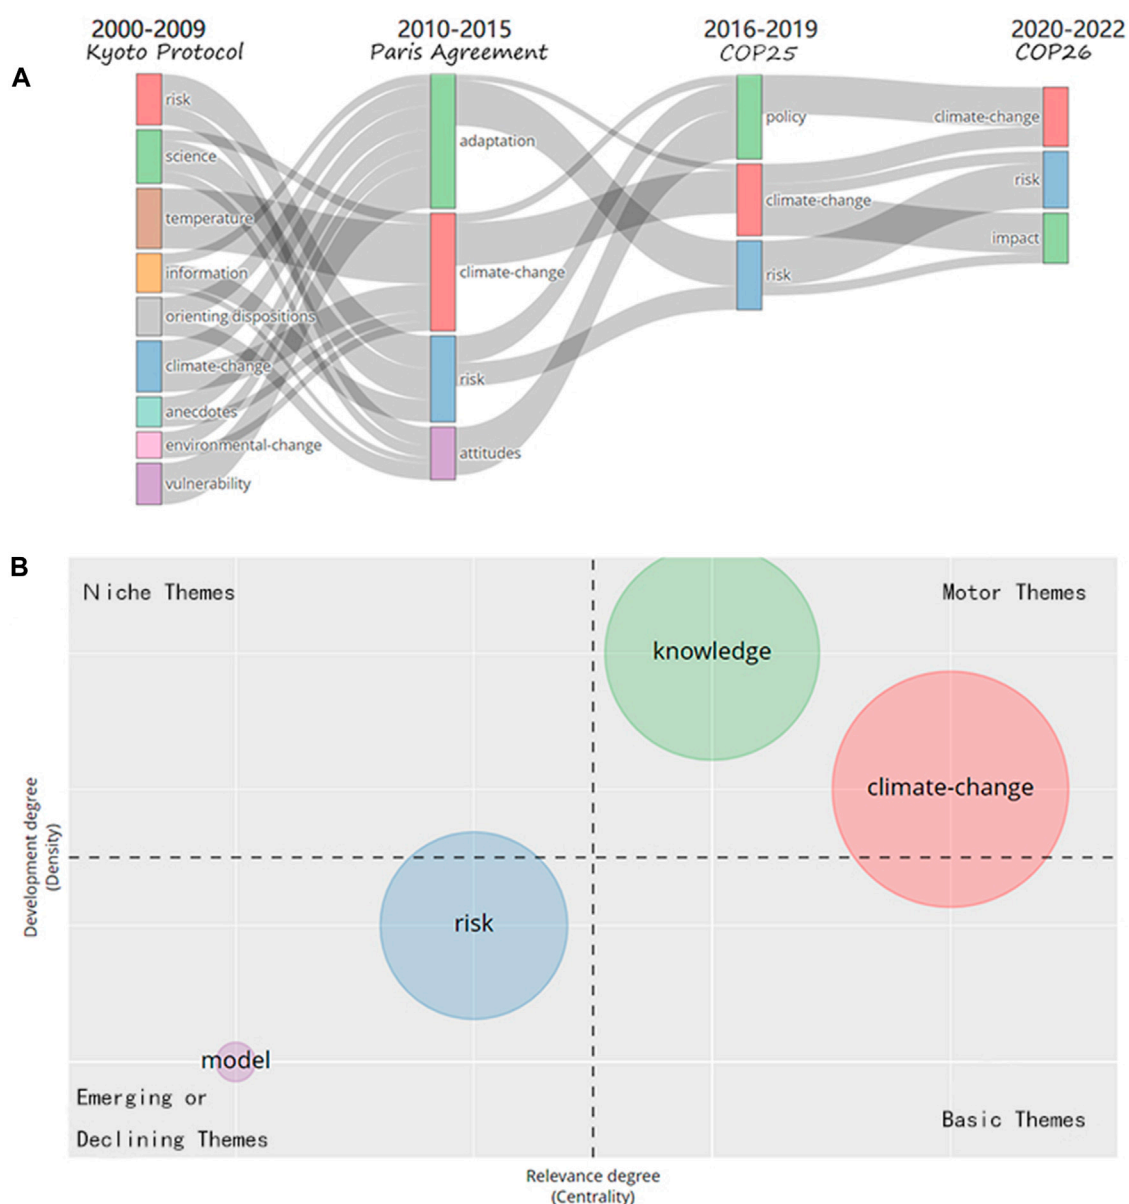 2000-2009
Kyoto Protocol
2010-2015
Paris Agreement
2016-2019
COP25
2020-2022
COP26
A
risk
science
temperature
information
orienting dispositions
climate-change
anecdotes
environmental-change
vulnerability
adaptation
climate-change
risk
attitudes
policy
climate-change
risk
climate-change
risk
impact
B
Niche Themes
Motor Themes
knowledge
climate-change
risk
model
Emerging or
Declining Themes
Basic Themes
Development degree
(Density)
Relevance degree
(Centrality)